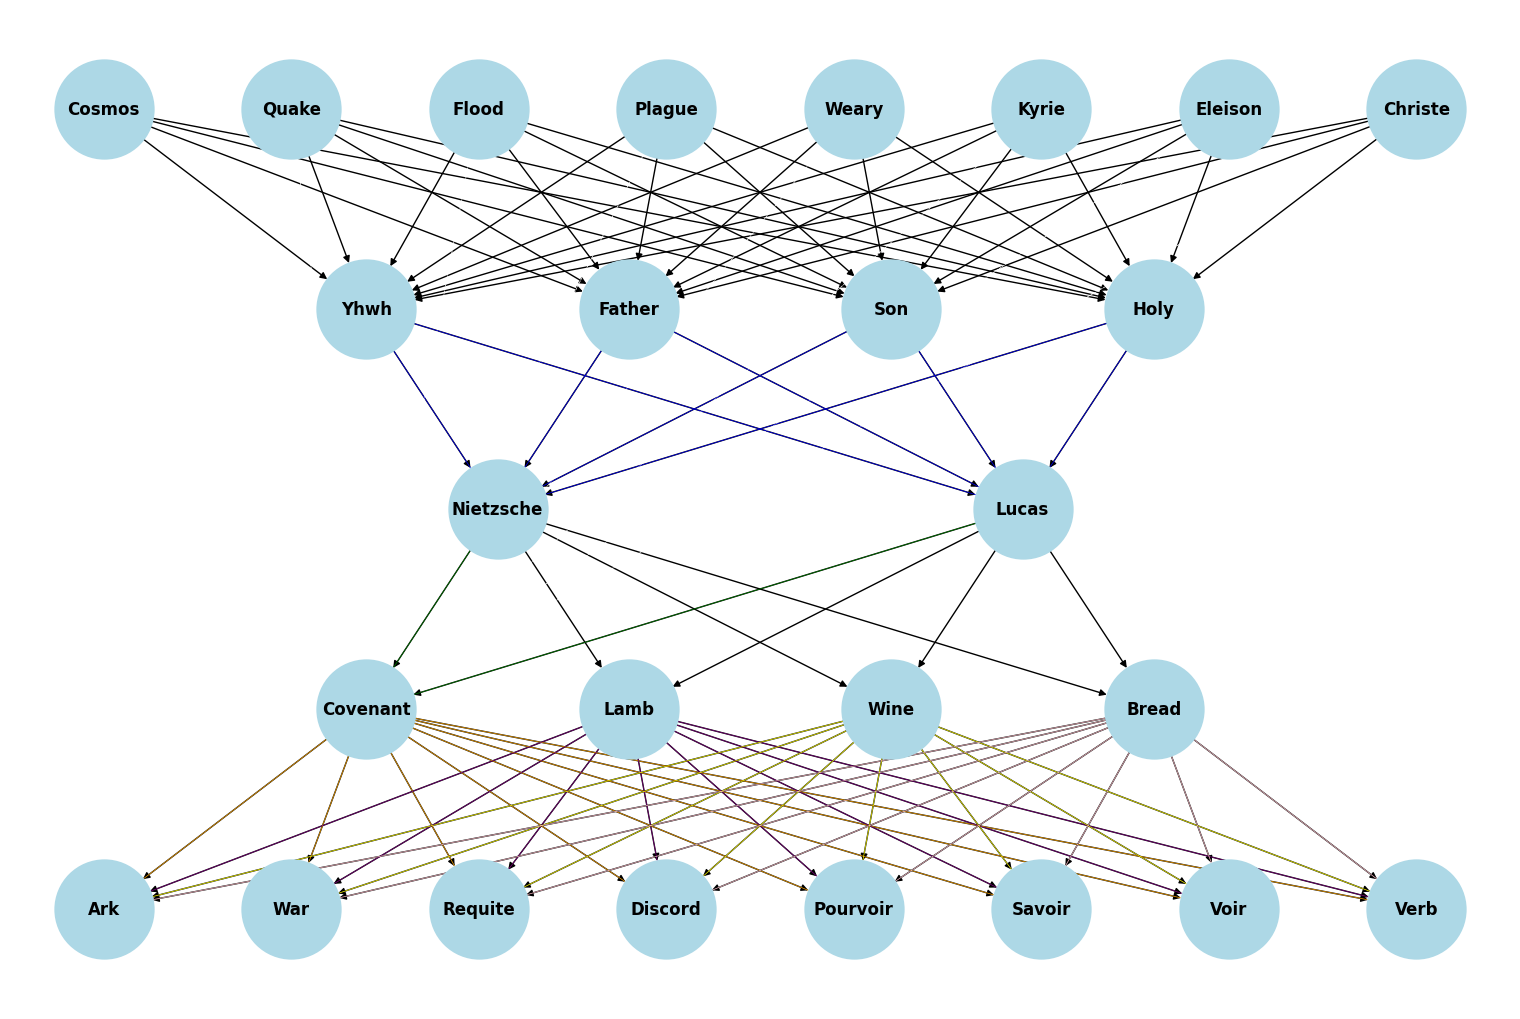 Cosmos Quake Flood Plague Weary Kyrie Eleison Christe
Yhwh Father Son Holy
Nietzsche Lucas
Covenant Lamb Wine Bread
Ark War Requite Discord Pourvoir Savoir Voir Verb